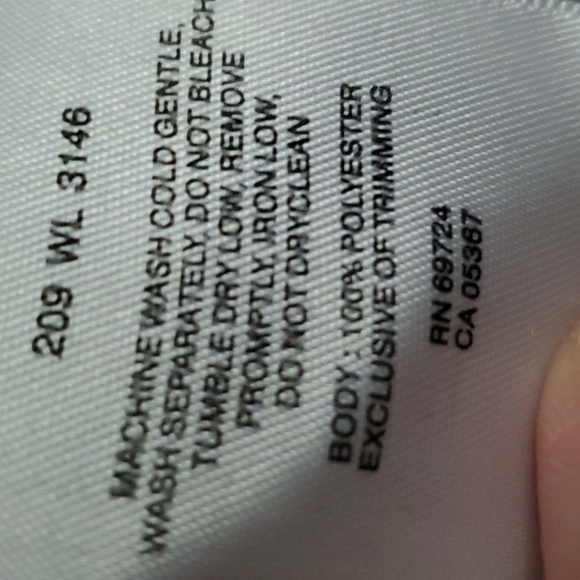 209 WL 3146
MACHINE WASH COLD GENTLE,
WASH SEPARATELY, DO NOT BLEACH
TUMBLE DRY LOW, REMOVE
PROMPTLY, IRON LOW,
DO NOT DRYCLEAN
BODY : 100% POLYESTER
EXCLUSIVE OF TRIMMING
RN 69724
CA 05367